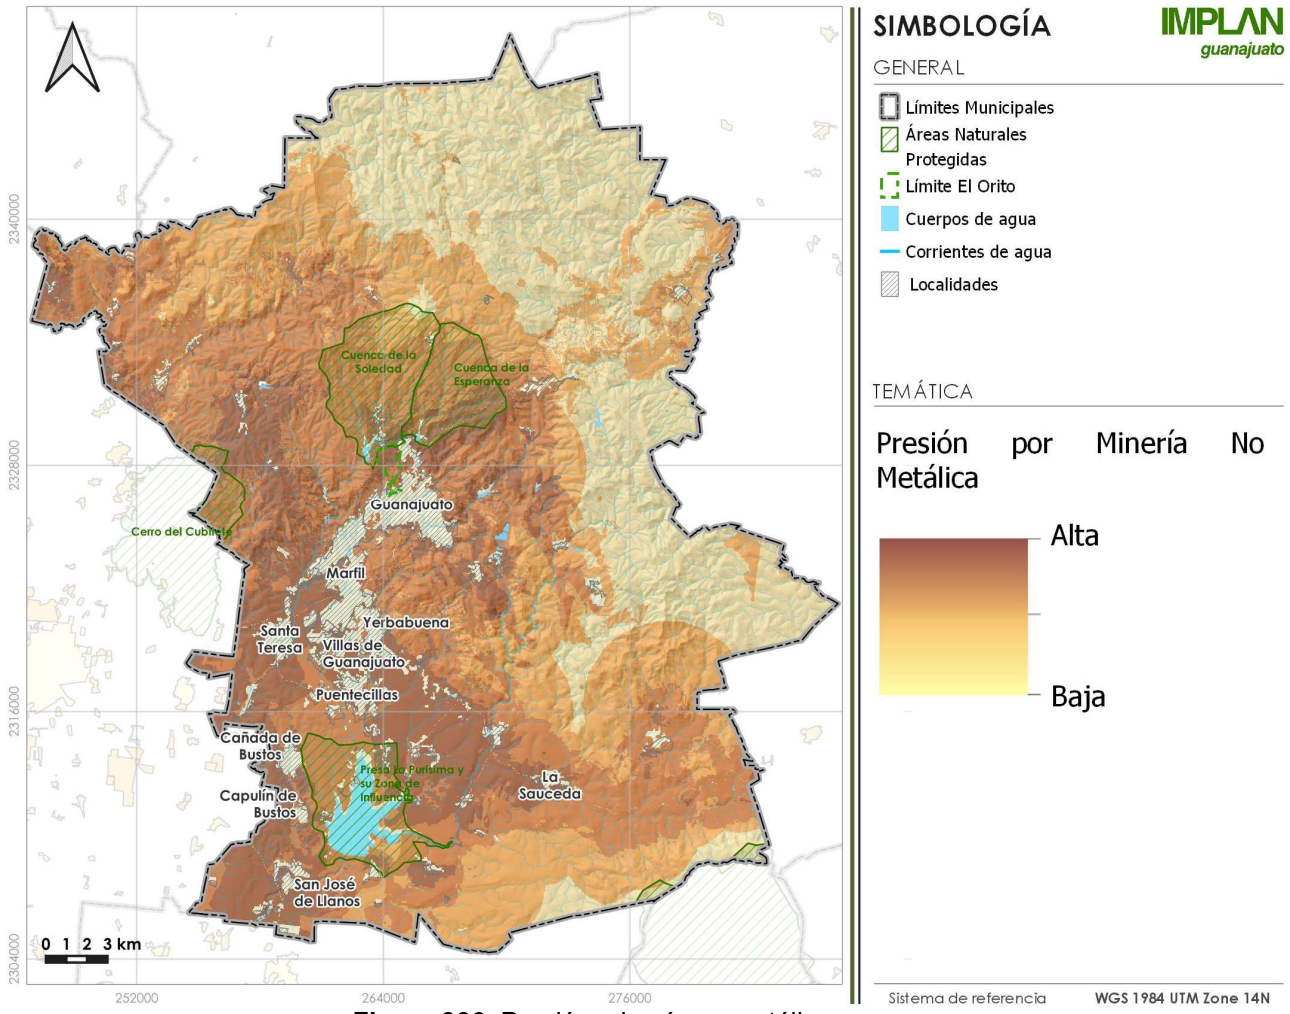 Cuenca de la
Soledad
Cuenca de la
Esperanza
Guanajuato
Cerro del Cubilete
Marfil
Yerbabuena
Santa
Teresa
Villas de
Guanajuato
Puentecillas
Cañada de
Bustos
Presa La Purísima y
su Zona de
Influencia
La
Sauceda
Capulín de
Bustos
San José
de Llanos
0 1 2 3 km
2340000
2328000
2316000
2304000
252000
264000
276000
SIMBOLOGÍA
IMPLAN
guanajuato
GENERAL
Límites Municipales
Áreas Naturales
Protegidas
Límite El Orito
Cuerpos de agua
Corrientes de agua
Localidades
TEMÁTICA
Presión por Minería No
Metálica
Alta
Baja
Sistema de referencia
WGS 1984 UTM Zone 14N